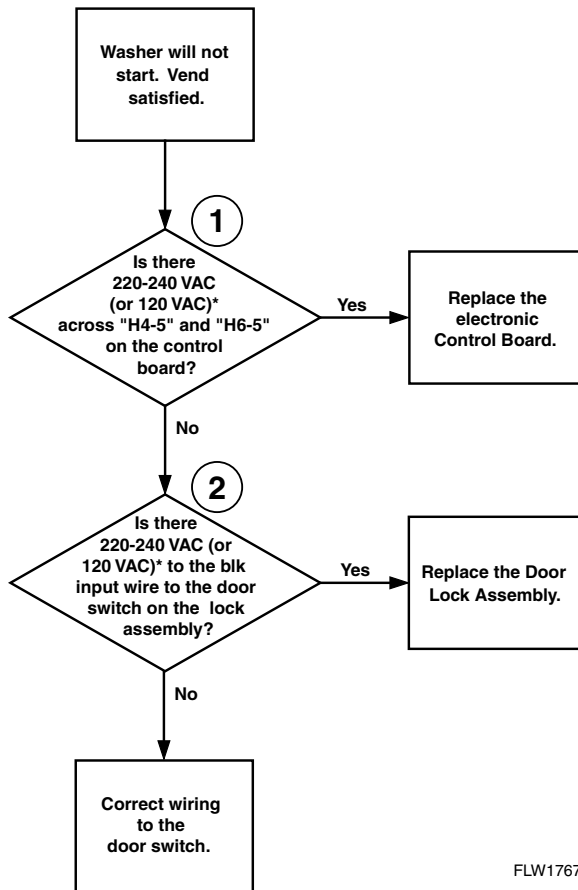 Washer will not
start. Vend
satisfied.
1
Is there
220-240 VAC
(or 120 VAC)*
across "H4-5" and "H6-5"
on the control
board?
Yes
Replace the
electronic
Control Board.
No
2
Is there
220-240 VAC (or
120 VAC)* to the blk
input wire to the door
switch on the lock
assembly?
Yes
Replace the Door
Lock Assembly.
No
Correct wiring
to the
door switch.
FLW1767